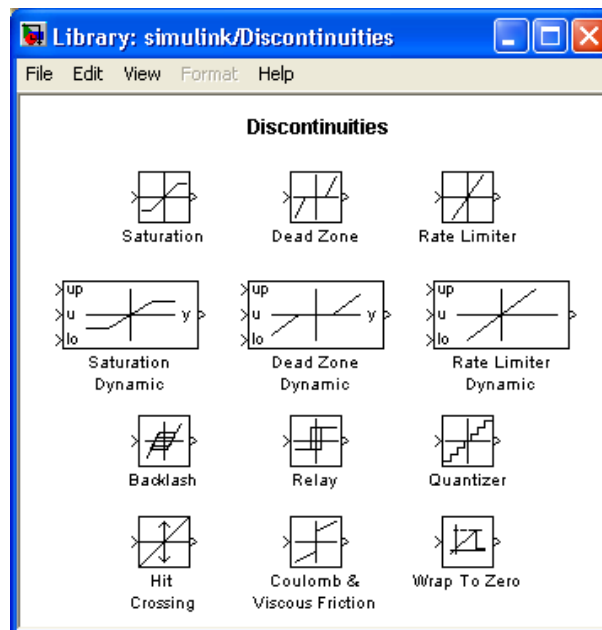 Library: simulink/Discontinuities
File Edit View Format Help
Discontinuities
Saturation Dead Zone Rate Limiter
up up up
u y u y u
lo lo lo
Saturation Dead Zone Rate Limiter
Dynamic Dynamic Dynamic
Backlash Relay Quantizer
Hit Coulomb & Wrap To Zero
Crossing Viscous Friction